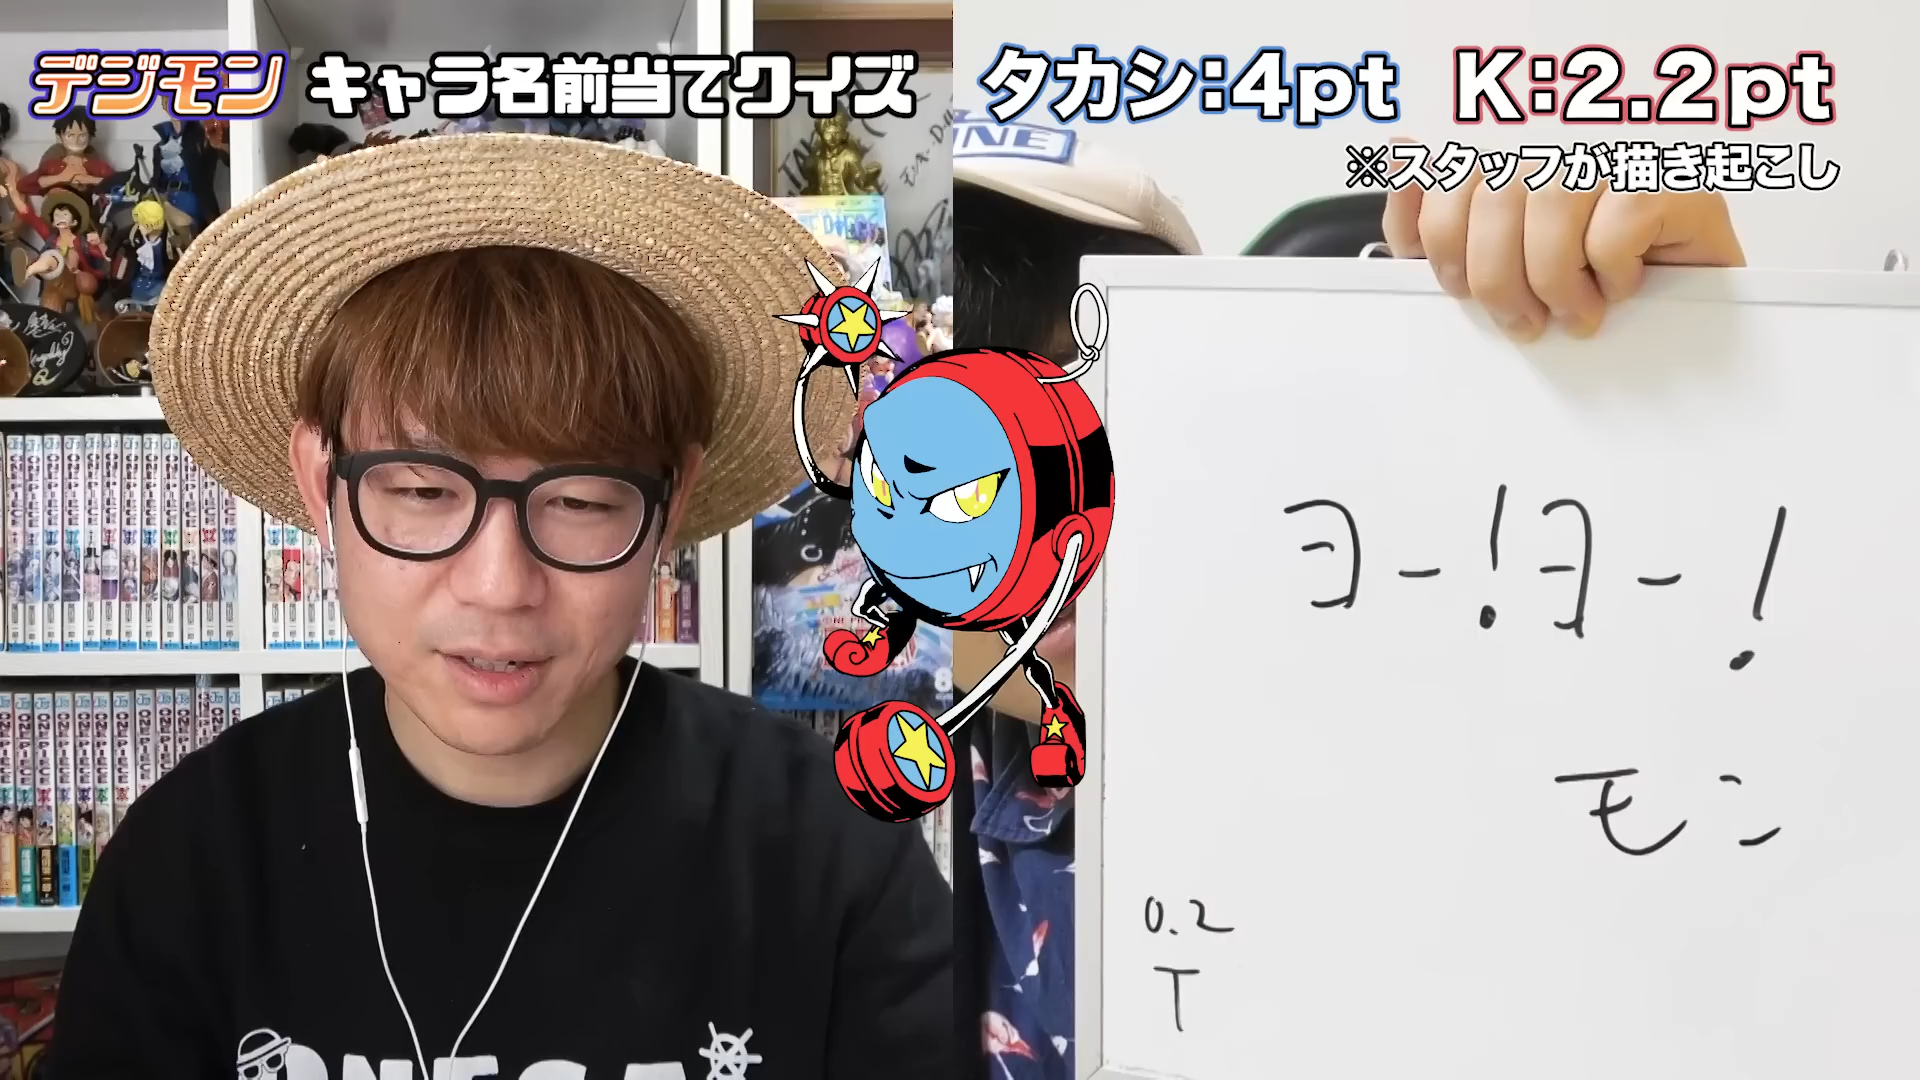 デジモン キャラ名前当てクイズ
タカシ:4pt K:2.2pt
※スタッフが描き起こし
ヨー!ヨー!
モン
0.2
T
ONE PIECE